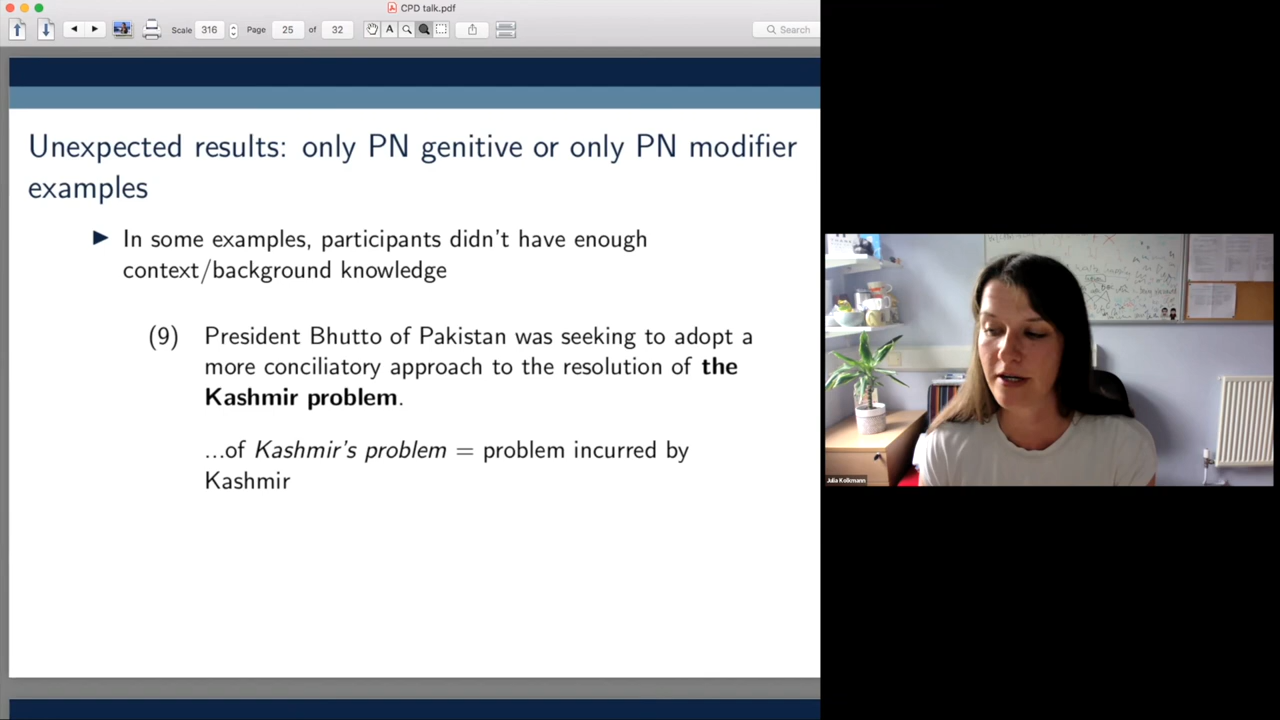 CPD talk.pdf
Scale 316 Page 25 of 32 A Search
Unexpected results: only PN genitive or only PN modifier
examples
In some examples, participants didn't have enough
context/background knowledge
(9) President Bhutto of Pakistan was seeking to adopt a
more conciliatory approach to the resolution of the
Kashmir problem.
...of Kashmir's problem = problem incurred by
Kashmir
Julia Kolkmann